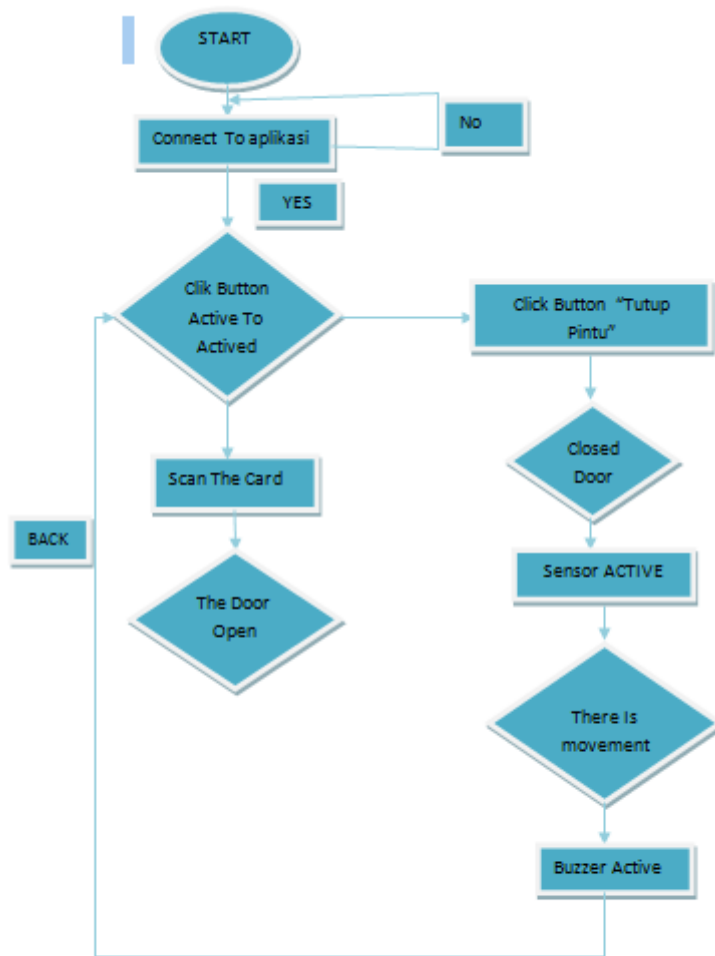 START
Connect To aplikasi
No
YES
Clik Button
Active To
Actived
Click Button "Tutup
Pintu"
Scan The Card
Closed
Door
BACK
Sensor ACTIVE
The Door
Open
There Is
movement
Buzzer Active